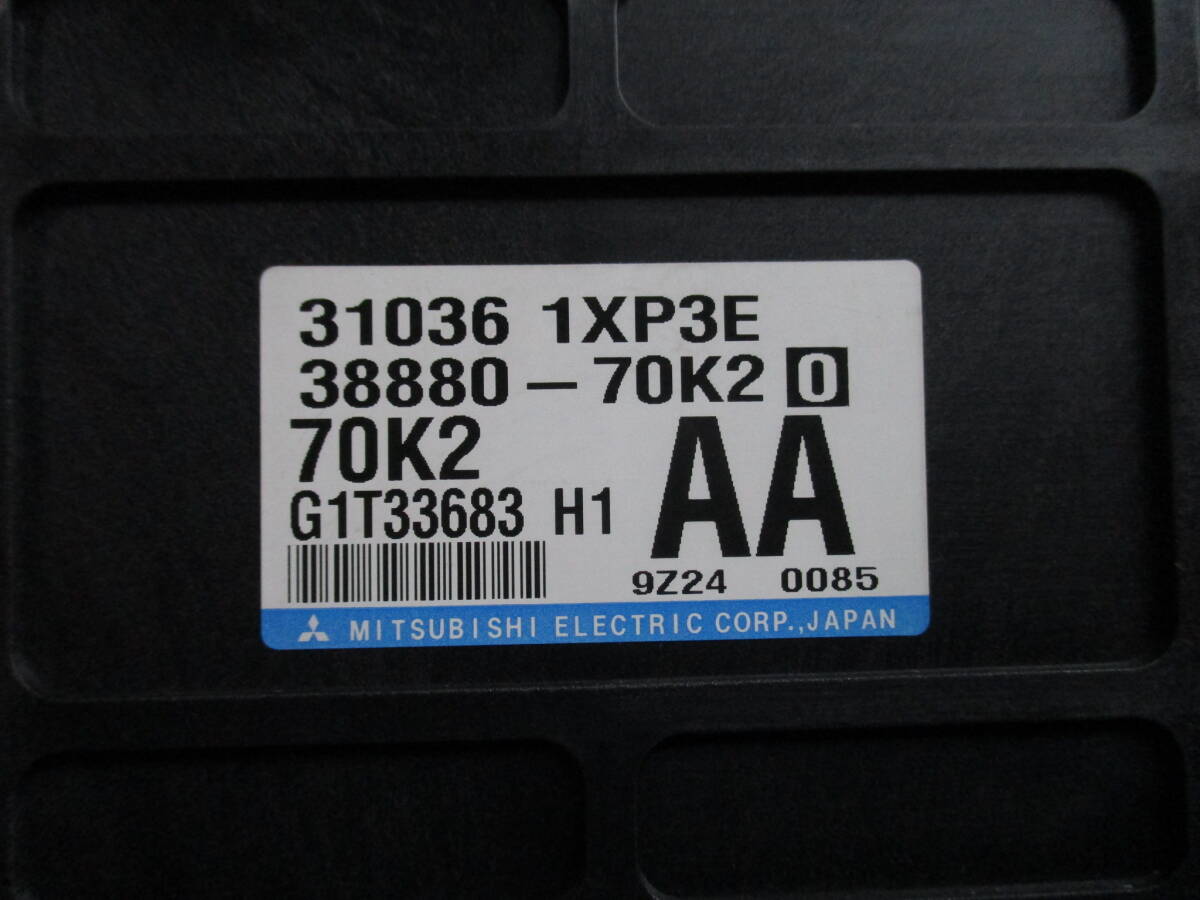 31036 1XP3E
38880-70K2 0
70K2
AA
G1T33683 H1
9Z24 0085
MITSUBISHI ELECTRIC CORP.,JAPAN